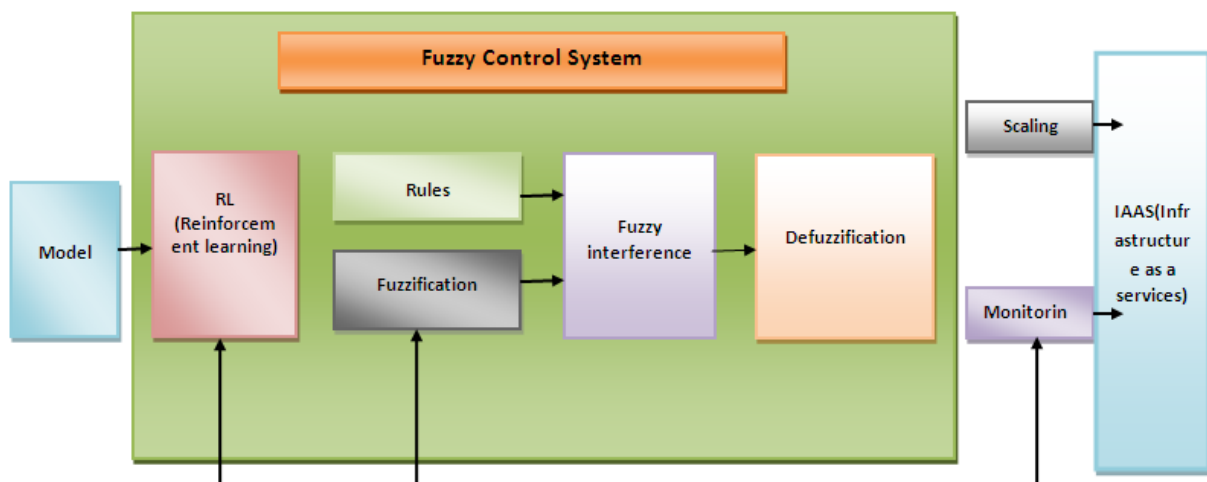 Fuzzy Control System
Model
RL
(Reinforcem
ent learning)
Rules
Fuzzification
Fuzzy
interference
Defuzzification
Scaling
Monitorin
IAAS(Infr
astructur
e as a
services)